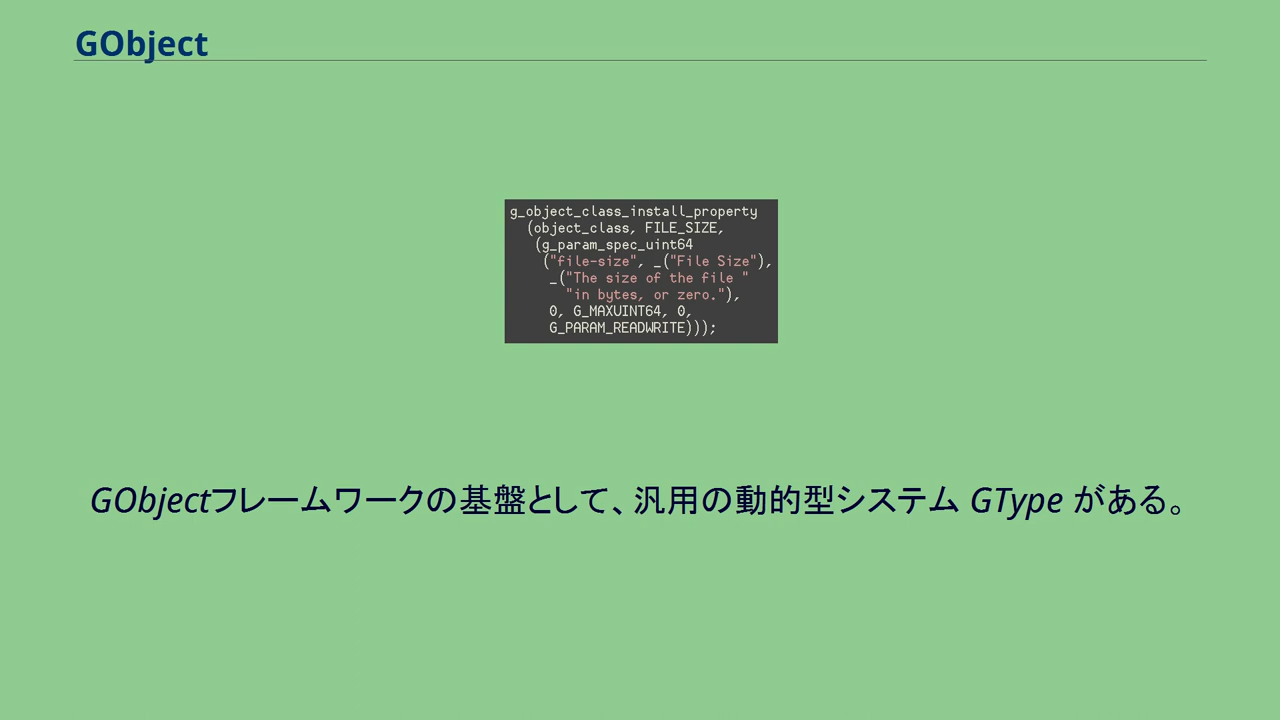 GObject
g_object_class_install_property
(object_class, FILE_SIZE,
(g_param_spec_uint64
("file-size", _("File Size"),
_("The size of the file "
"in bytes, or zero."),
0, G_MAXUINT64, 0,
G_PARAM_READWRITE)));
GObjectフレームワークの基盤として、汎用の動的型システム GType がある。